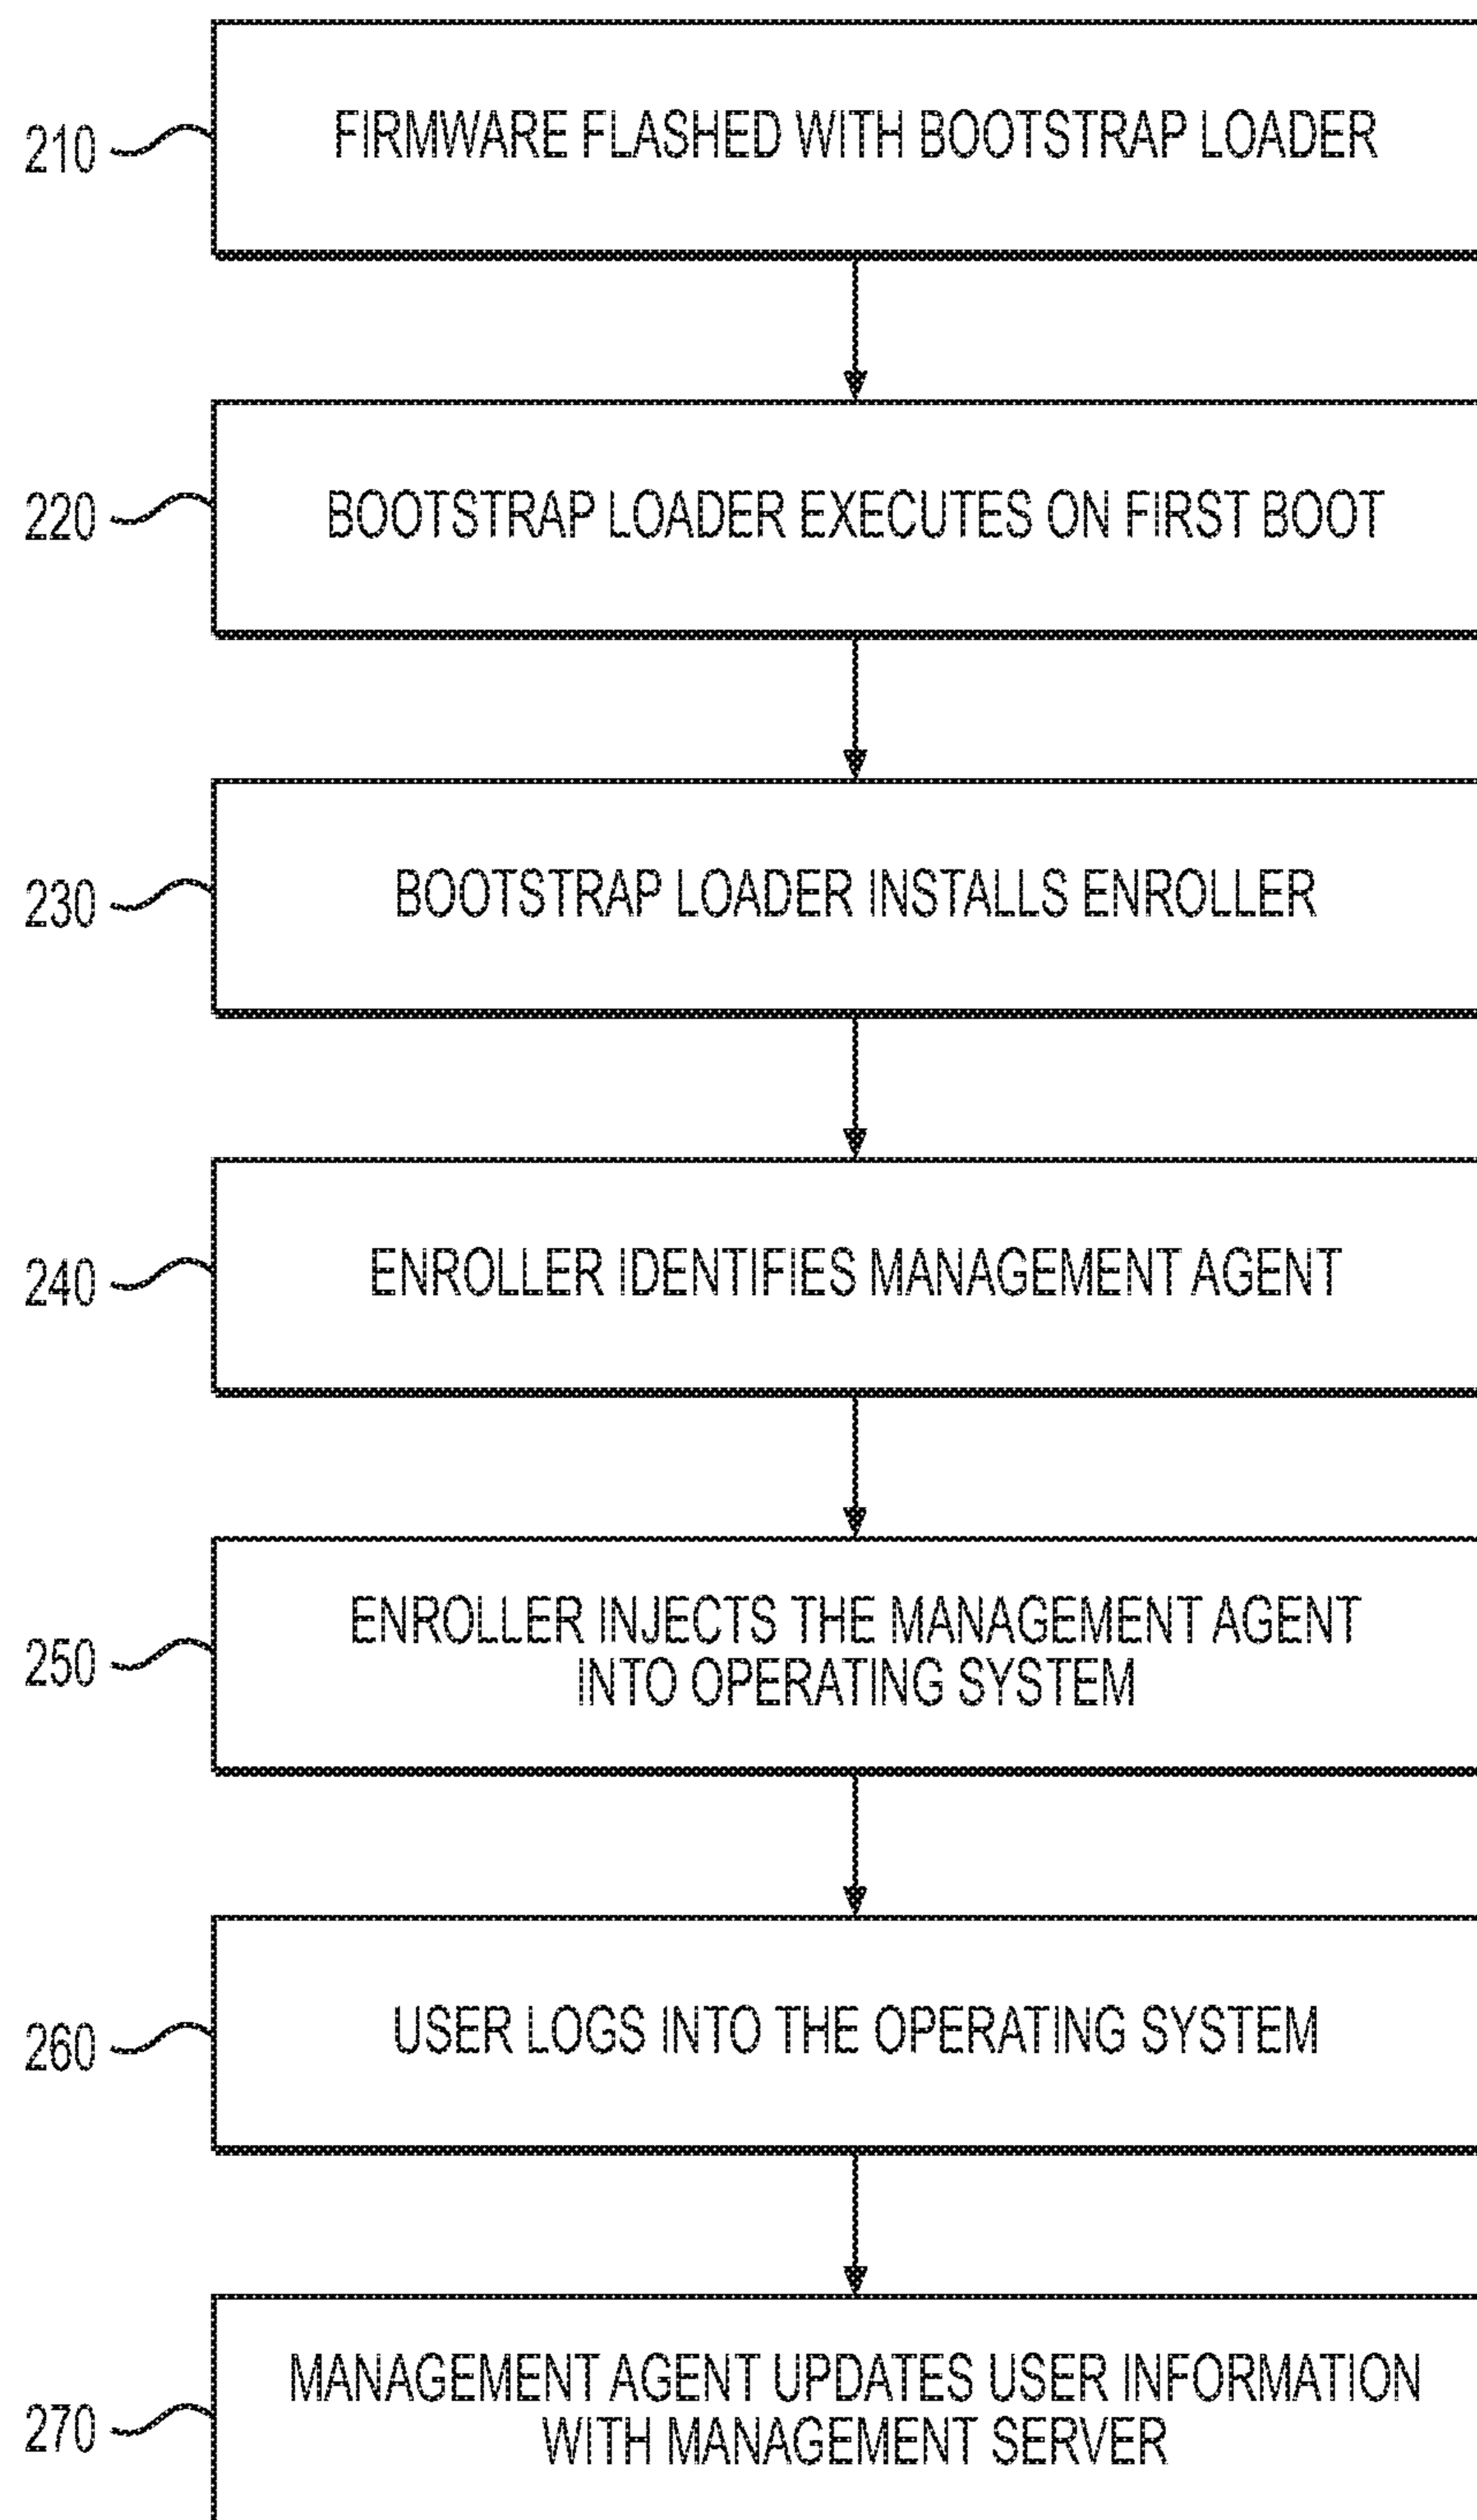 210
FIRMWARE FLASHED WITH BOOTSTRAP LOADER
220
BOOTSTRAP LOADER EXECUTES ON FIRST BOOT
230
BOOTSTRAP LOADER INSTALLS ENROLLER
240
ENROLLER IDENTIFIES MANAGEMENT AGENT
250
ENROLLER INJECTS THE MANAGEMENT AGENT
INTO OPERATING SYSTEM
260
USER LOGS INTO THE OPERATING SYSTEM
270
MANAGEMENT AGENT UPDATES USER INFORMATION
WITH MANAGEMENT SERVER